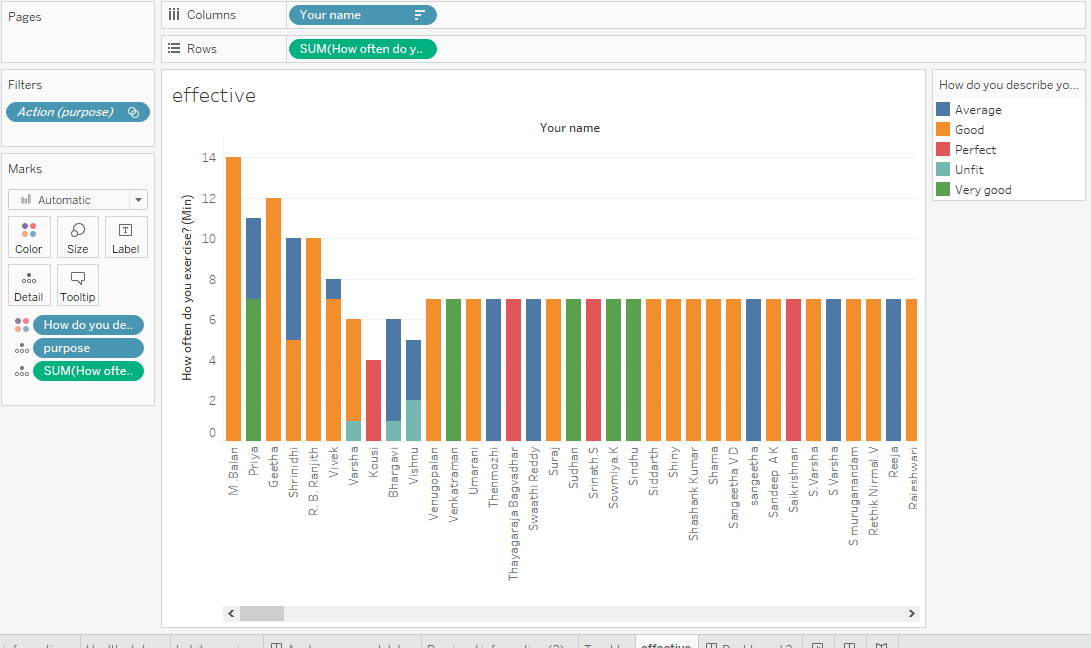 Pages
Columns
Your name
Rows
SUM(How often do y..
Filters
Action (purpose)
Marks
Automatic
Color
Size
Label
Detail
Tooltip
How do you de..
purpose
SUM(How ofte..
effective
Your name
How often do you exercise? (Min)
14
12
10
8
6
4
2
0
M.Balan
Priya
Geetha
Shrinidhi
R. B. Ranjith
Vivek
Varsha
Kousi
Bhargavi
Vishnu
Venugopalan
Venkatraman
Umarani
Thenmozhi
Thayagaraja Bagvadhar
Swaathi Reddy
Suraj
Sudhan
Srinath.S
Sowmiya.K
Sindhu
Siddarth
Shiny
Shashank Kumar
Shama
Sangeetha V D
sangeetha
Sandeep A K
Saikrishnan
S.Varsha
S Varsha
S muruganandam
Rethik Nirmal.V
Reeja
Rajeshwari
How do you describe yo...
Average
Good
Perfect
Unfit
Very good
effective